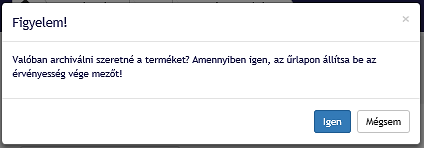 Figyelem!
×
Valóban archiválni szeretné a terméket? Amennyiben igen, az űrlapon állítsa be az
érvényesség vége mezőt!
Igen
Mégsem